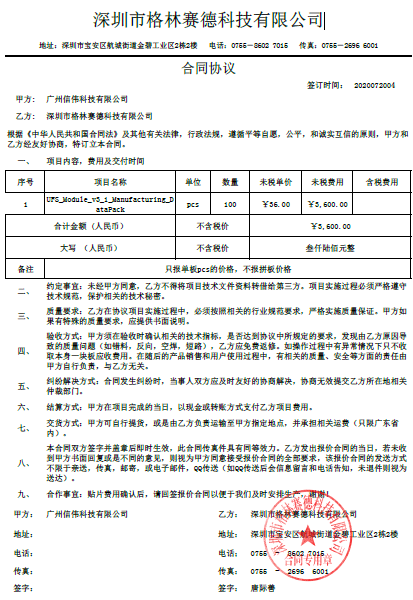 深圳市格林赛德科技有限公司
地址：深圳市宝安区航城街道金碧工业区2栋2楼 电话：0755-8602 7015 传真：0755-2696 6001
合同协议
签订时间： 2020072004
甲方： 广州信伟科技有限公司
乙方： 深圳市格林赛德科技有限公司
根据《中华人民共和国合同法》及其他有关法律，行政法规，遵循平等自愿，公平，和诚实互信的原则，甲方和
乙方经友好协商，特订立本合同。
一、 项目内容，费用及交付时间
序号 项目名称 单位 数量 未税单价 未税费用 含税费用
1 UFS_Module_v3_1_Manufacturing_D
ataPack pcs 100 ￥36.00 ￥3,600.00
合计金额（人民币） 不含税价 ￥3,600.00
大写 （人民币） 不含税价 叁仟陆佰元整
备注 只报单板pcs的价格，不报拼板价格
二、 约定事宜：未经甲方同意，乙方不得将项目技术文件资料转借给第三方。项目实施过程必须严格遵守
技术规范，保护相关的技术秘密。
三、 质量要求：乙方在协议项目实施过程中，必须按照相关的行业规范要求，严格实施质量保证。甲方如
果有特殊的质量要求，应提供书面说明。
四、 验收方式：甲方须在验收时确认相关的技术指标，是否达到协议中所规定的要求，发现由乙方原因导
致的质量问题（如错料，反向，空焊，短路），乙方应免费返修。如操作过程中有异常情况下只不收
取本身一块板应收费用。在随后的产品销售和用户使用过程中，有相关的质量、安全等方面的责任由
甲方自行负责，与乙方无关。
五、 纠纷解决方式：合同发生纠纷时，当事人双方应及时友好的协商解决，协商无效提交乙方所在地相关
仲裁部门。
六、 结算方式：甲方在项目完成的当日，以现金或转账方式支付乙方项目费用。
七、 交货方式：甲方可自行提货，或是由乙方负责运输至甲方指定地点，并承担相关运费（只限广东省
内）。
八、 本合同双方签字并盖章后即时生效，此合同传真件具有同等效力。乙方发出报价合同的当日，若未收
到甲方书面回复或是不同的意见，则视为甲方同意接受报价合同的全部要求，该报价合同的发送方式
不限于亲送，传真，邮寄，或电子邮件，QQ传送（如QQ传送后会信息留言和电话告知，未退件则视为
送达）。
九、 合作事宜：贴片费用确认后，请回签报价合同以便于我们及时安排生产，谢谢！
甲方： 广州信伟科技有限公司 乙方： 深圳市格林赛德科技有限公司
地址： 地址： 深圳市宝安区航城街道金碧工业区2栋2楼
电话： 电话： 0755 - 8602 7015
传真： 传真： 0755 - 2696 6001
签字： 签字： 唐际善
深圳市格林赛德科技有限公司
合同专用章